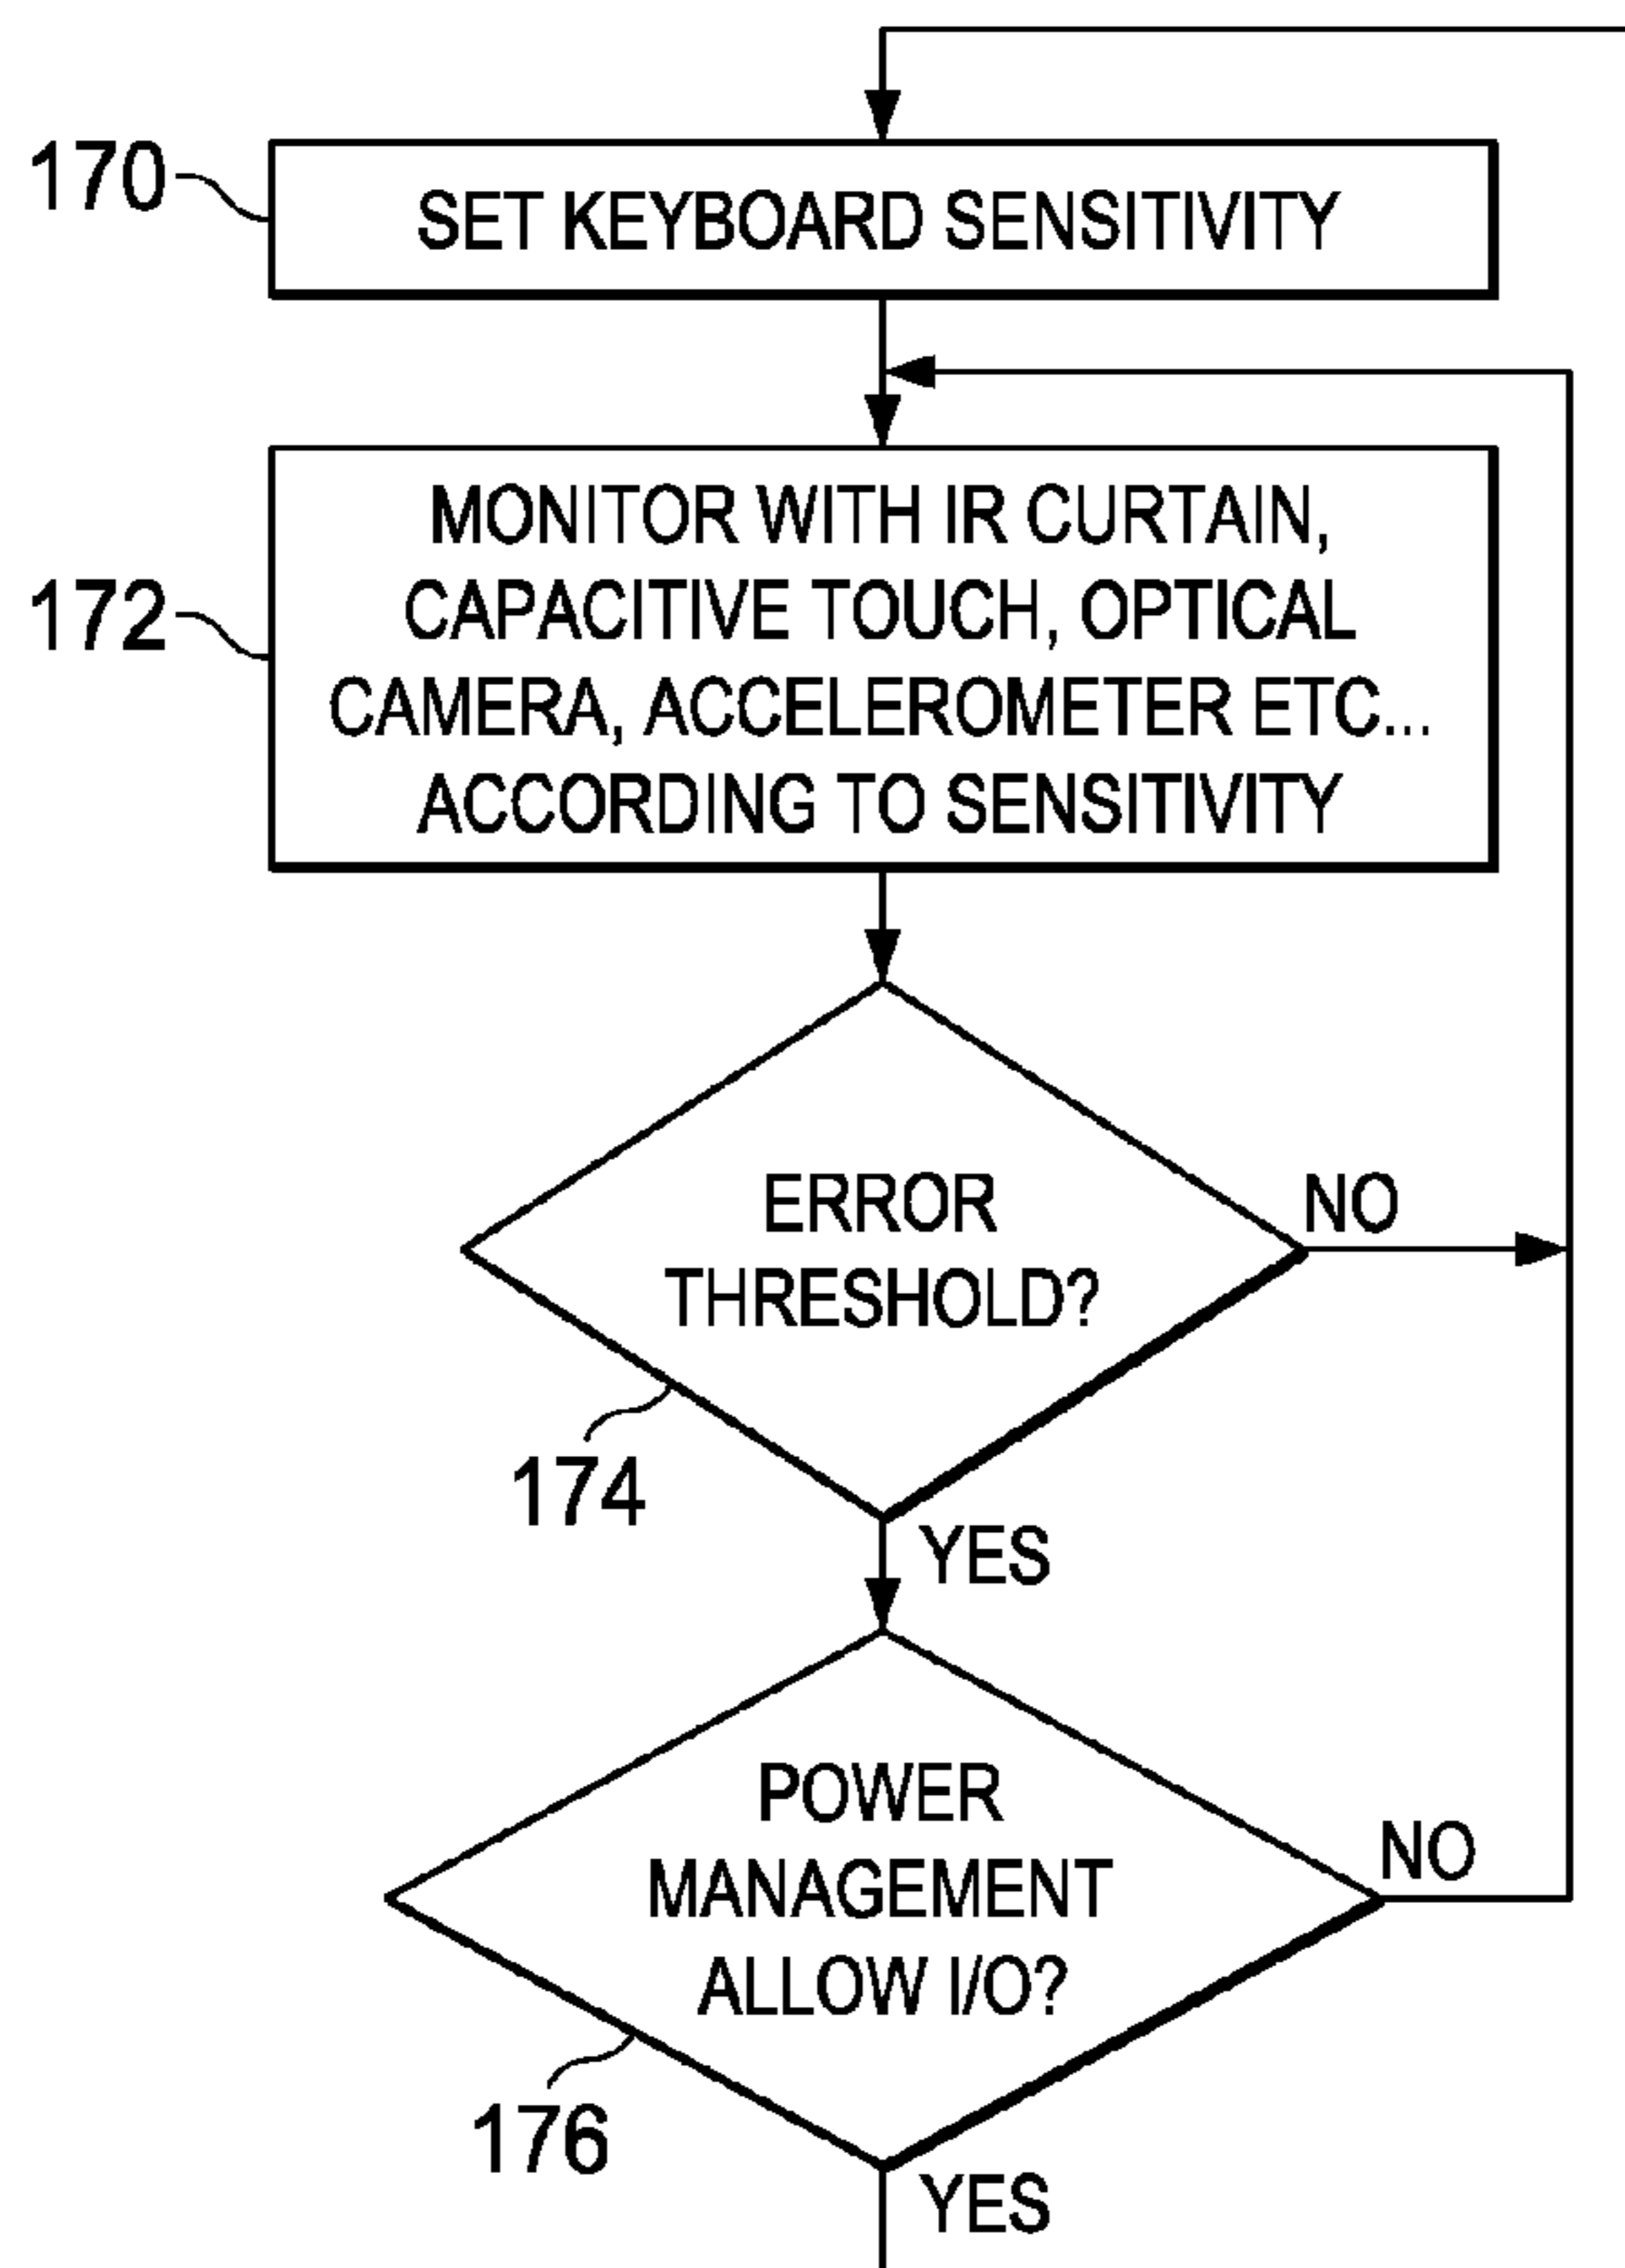 170
SET KEYBOARD SENSITIVITY
172
MONITOR WITH IR CURTAIN,
CAPACITIVE TOUCH, OPTICAL
CAMERA, ACCELEROMETER ETC...
ACCORDING TO SENSITIVITY
ERROR
THRESHOLD?
NO
174
YES
POWER
MANAGEMENT
ALLOW I/O?
NO
176
YES